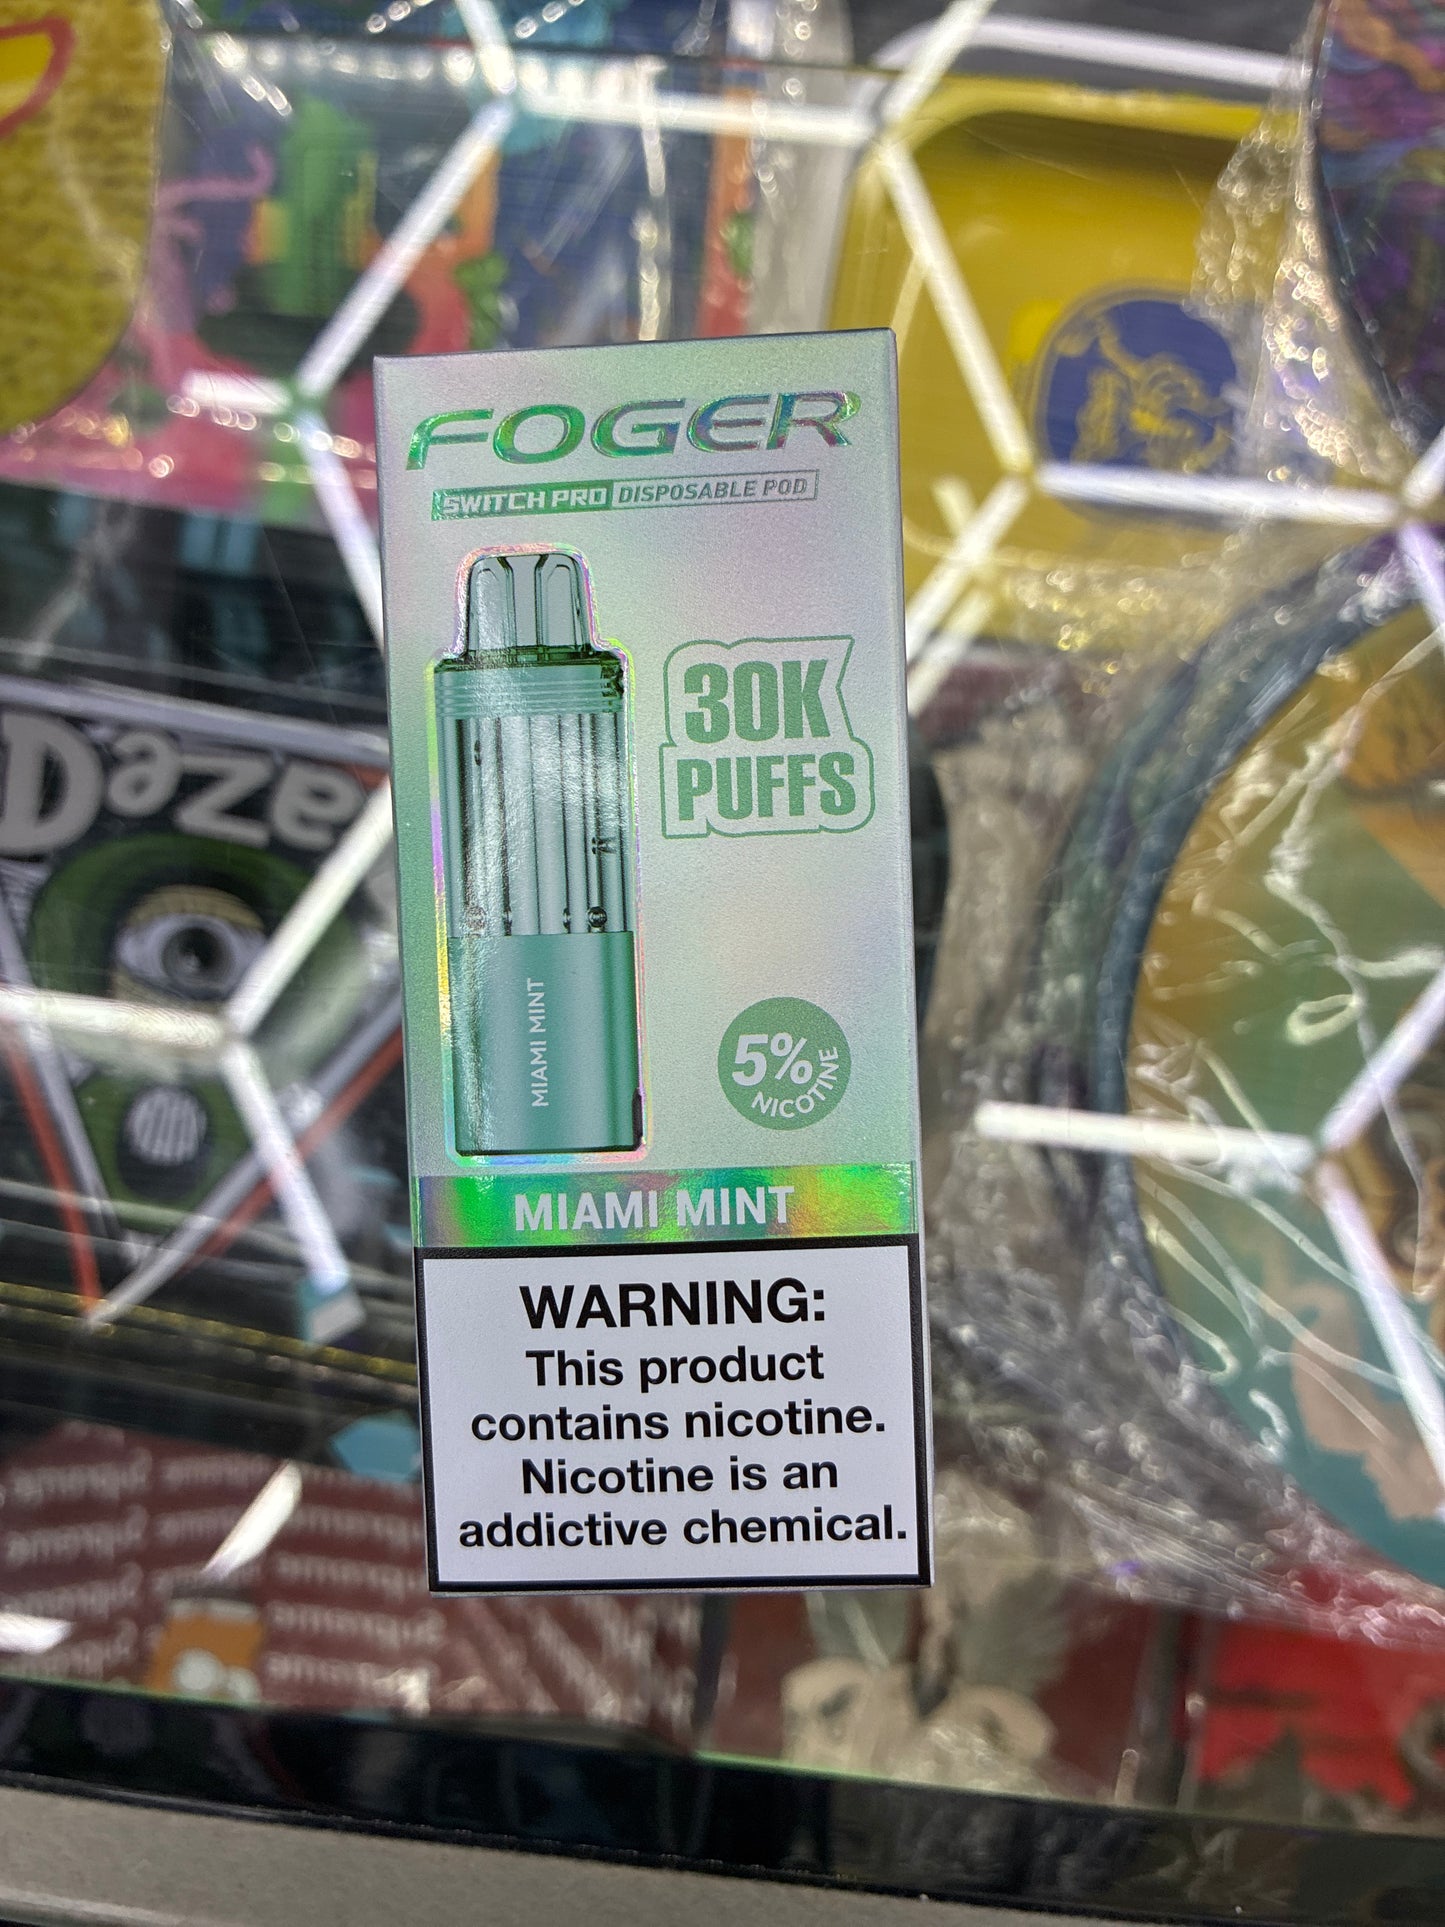 FOGER
SWITCH PRO DISPOSABLE POD
30K
PUFFS
MIAMI MINT
5%
NICOTINE
MIAMI MINT
WARNING:
This product
contains nicotine.
Nicotine is an
addictive chemical.
Daze